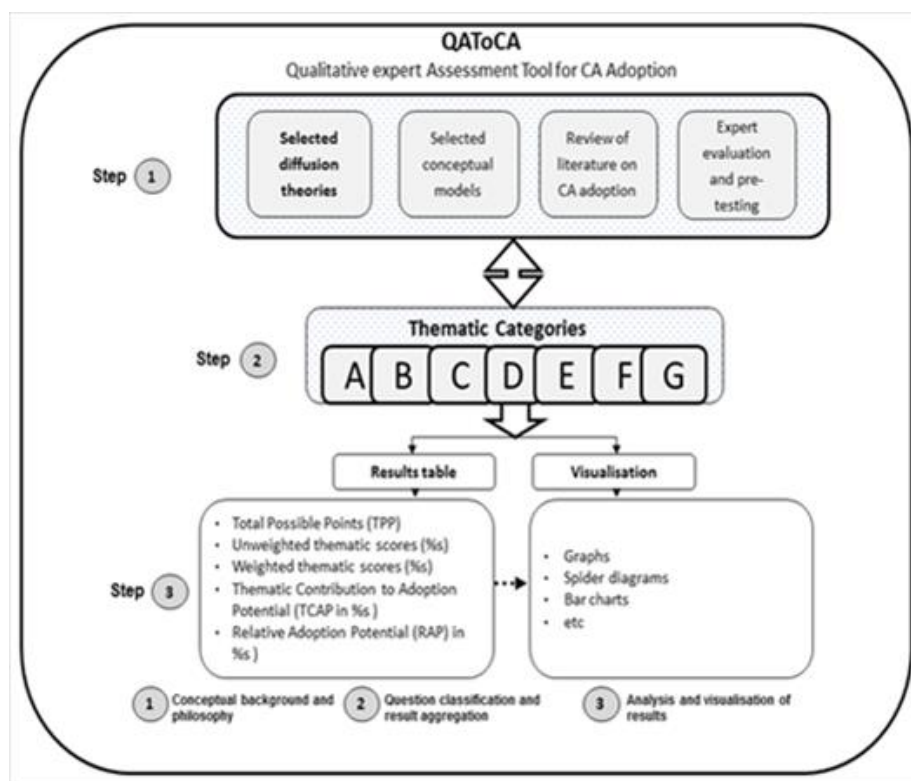 QAToCA
Qualitative expert Assessment Tool for CA Adoption
Step 1
Selected
diffusion
theories
Selected
conceptual
models
Review of
literature on
CA adoption
Expert
evaluation
and pre-
testing
Thematic Categories
Step 2
A B C D E F G
Results table
Visualisation
Step 3
• Total Possible Points (TPP)
• Unweighted thematic scores (%s)
• Weighted thematic scores (%s)
• Thematic Contribution to Adoption
Potential (TCAP in %s )
• Relative Adoption Potential (RAP) in
%s )
• Graphs
• Spider diagrams
• Bar charts
• etc
1 Conceptual background and
philosophy
2 Question classification and
result aggregation
3 Analysis and visualisation of
results